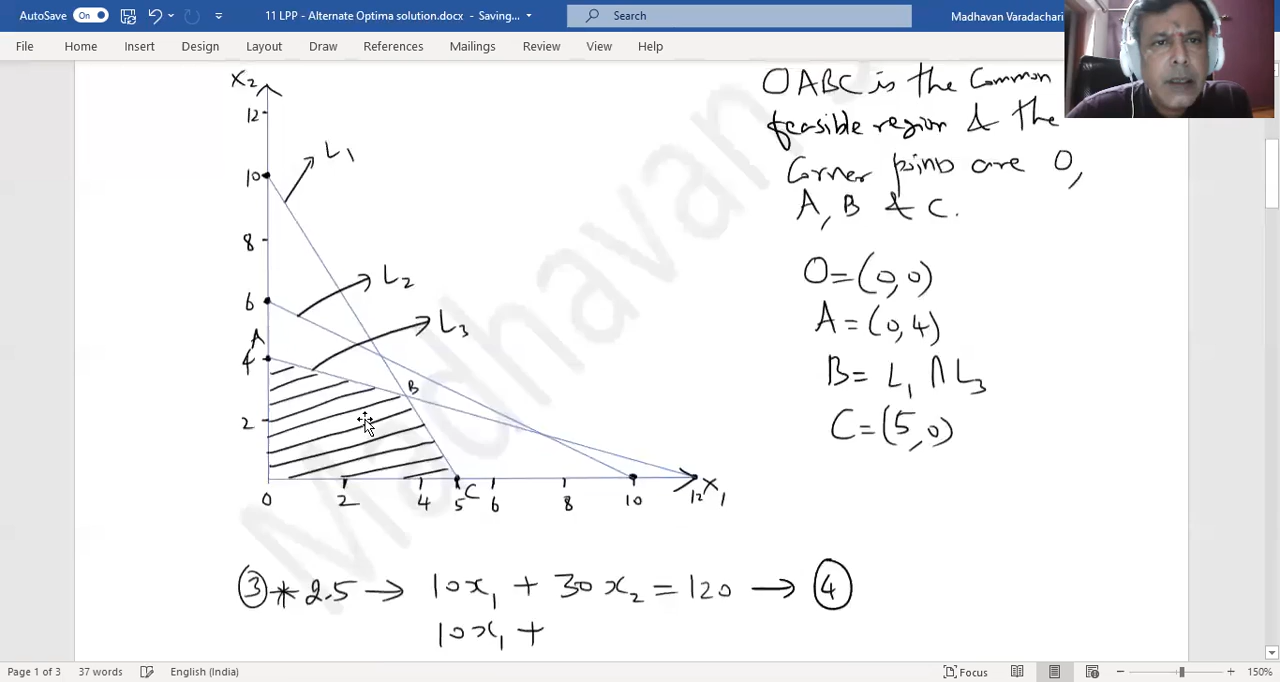 AutoSave On 11 LPP - Alternate Optima solution.docx - Saving... Search Madhavan Varadachari
File Home Insert Design Layout References Mailings Review View Help
X2
12
10
8
6
A
4
2
L1
L2
L3
B
C
0 2 4 5 6 8 10 12 X1
OABC is the Common
feasible region & the
Corner points are O,
A, B & C.
O=(0,0)
A=(0,4)
B= L1 ∩ L3
C=(5,0)
③*2.5 → 10x1 + 30x2 = 120 → ④
10x1 +
Madhavan
Page 1 of 3 37 words English (India) Focus 150%